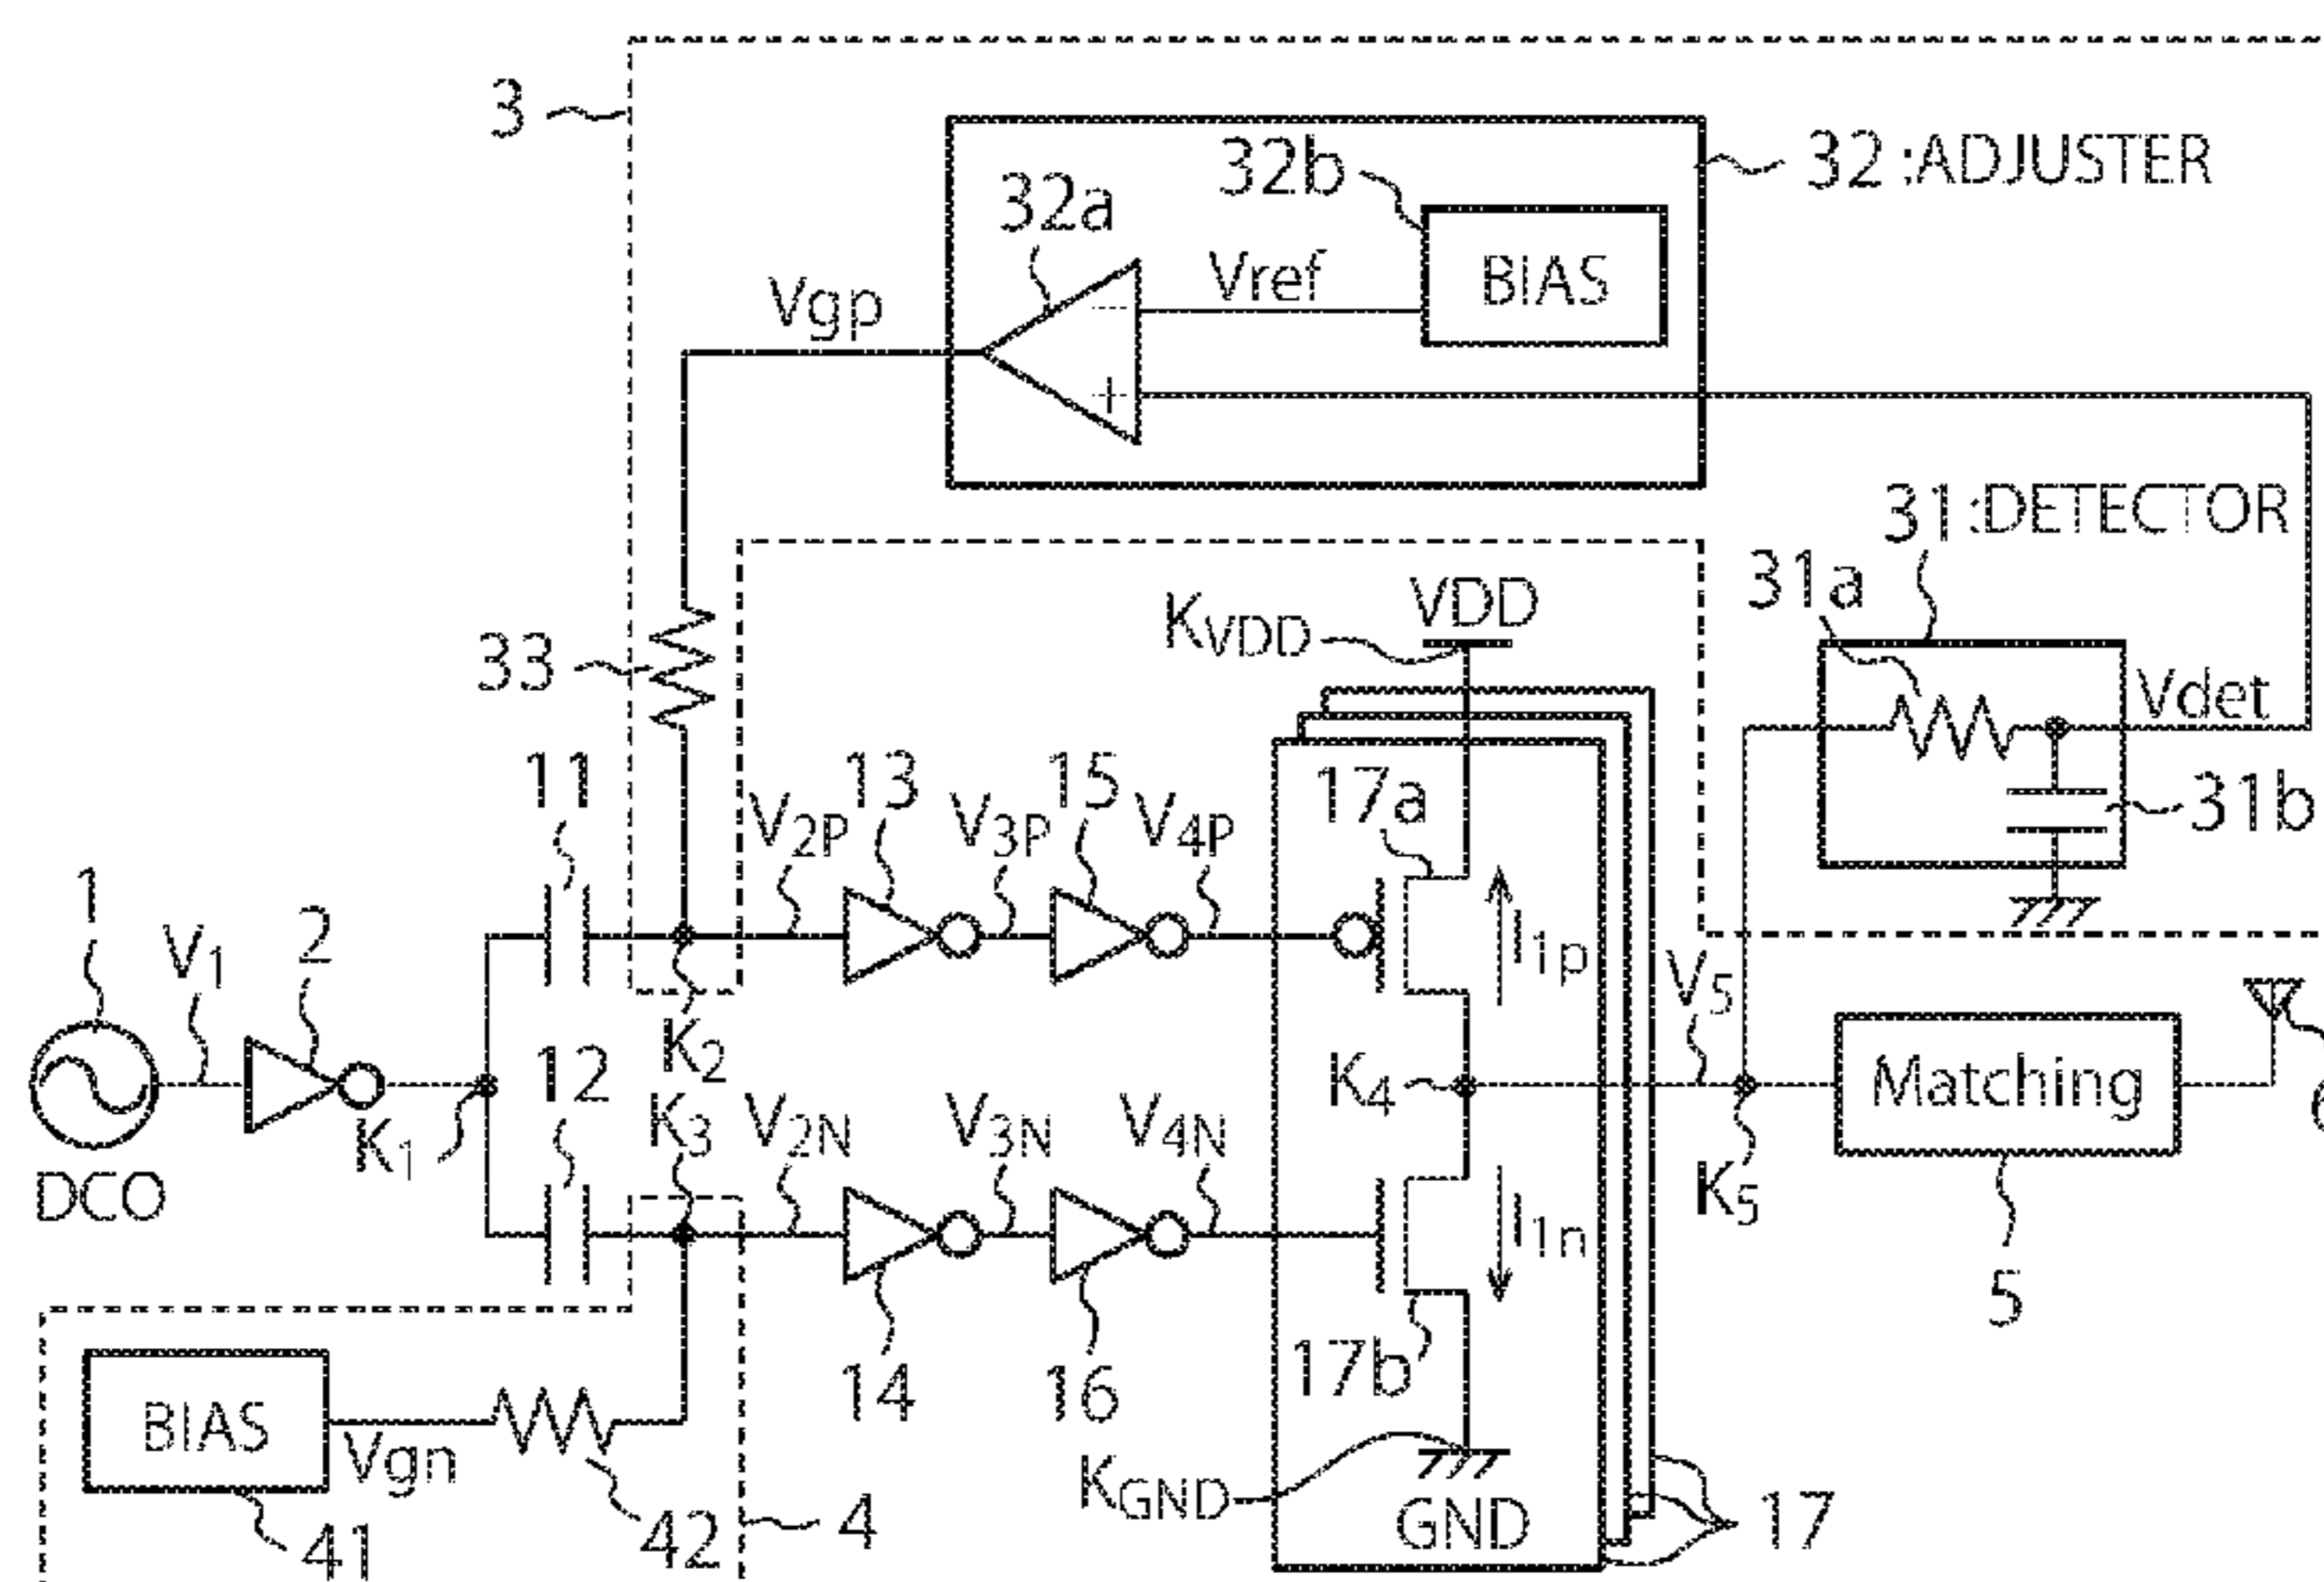 3
32 :ADJUSTER
32b
32a
BIAS
Vref
Vgp
−
+
31 :DETECTOR
31a
VDD
K_VDD
33
Vdet
11
V2P
13
V3P
15
V4P
17a
31b
1
V1
2
I1p
V5
K2
12
K4
Matching
K1
K3
V2N
V3N
V4N
K5
DCO
I1n
5
14
16
17b
BIAS
Vgn
K_GND
GND
42
4
17
41